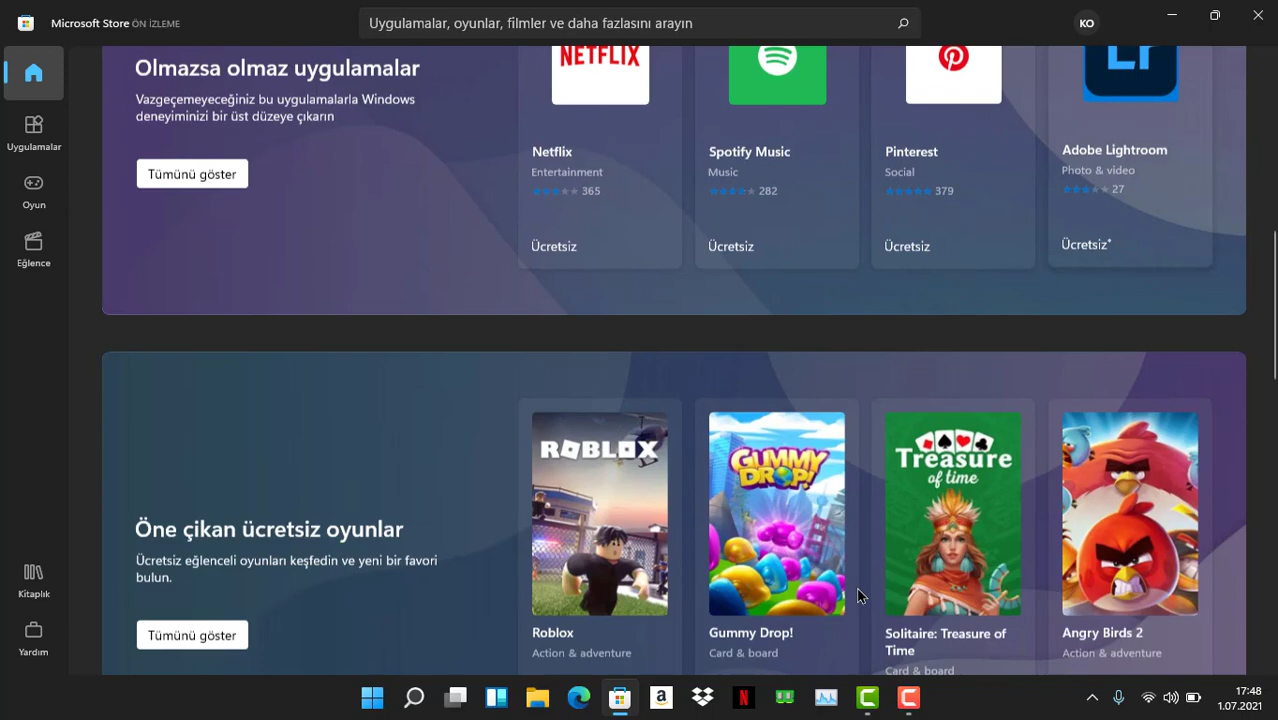 Microsoft Store ÖN İZLEME
Uygulamalar, oyunlar, filmler ve daha fazlasını arayın
KO
Uygulamalar
Oyun
Eğlence
Kitaplık
Yardım
Olmazsa olmaz uygulamalar
Vazgeçemeyeceğiniz bu uygulamalarla Windows
deneyiminizi bir üst düzeye çıkarın
Tümünü göster
NETFLIX
Netflix
Entertainment
365
Ücretsiz
Spotify Music
Music
282
Ücretsiz
Pinterest
Social
379
Ücretsiz
Lr
Adobe Lightroom
Photo & video
27
Ücretsiz*
Öne çikan ücretsiz oyunlar
Ücretsiz eğlenceli oyunları keşfedin ve yeni bir favori
bulun.
Tümünü göster
ROBLOX
Roblox
Action & adventure
GUMMY
DROP!
Gummy Drop!
Card & board
Treasure
of time
Solitaire: Treasure of
Time
Card & board
Angry Birds 2
Action & adventure
17:48
1.07.2021